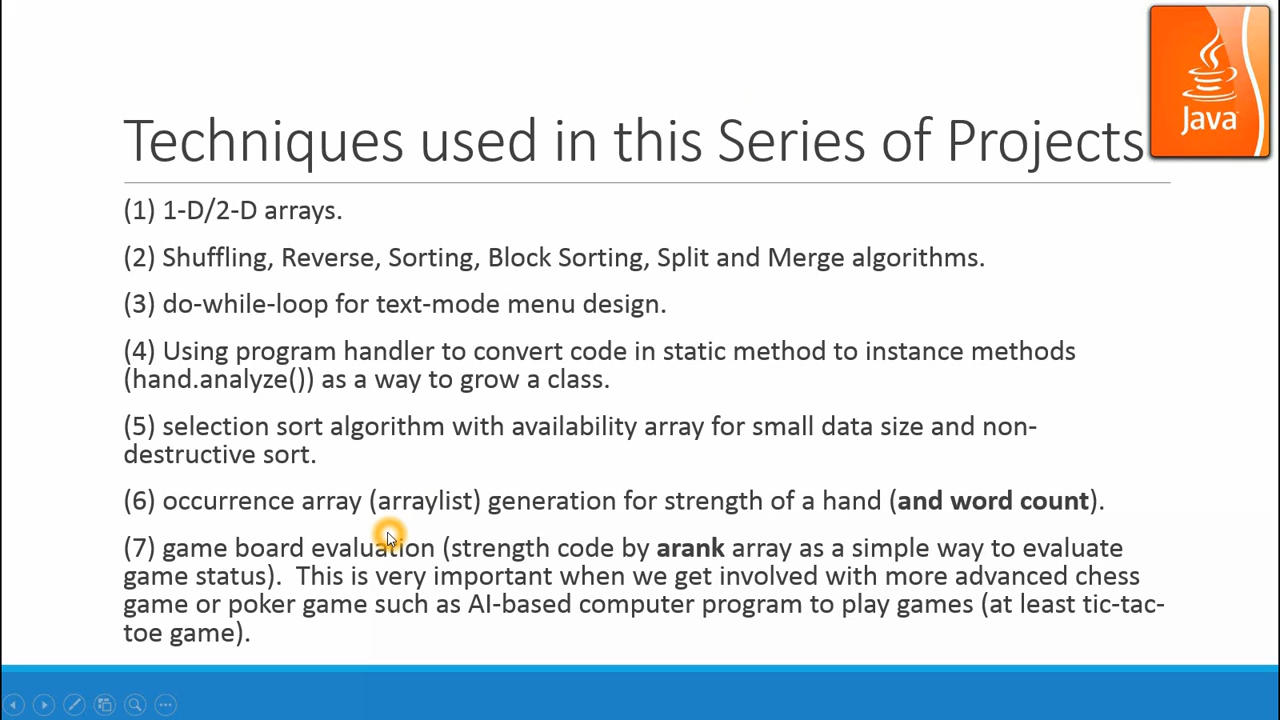 Java
Techniques used in this Series of Projects
(1) 1-D/2-D arrays.
(2) Shuffling, Reverse, Sorting, Block Sorting, Split and Merge algorithms.
(3) do-while-loop for text-mode menu design.
(4) Using program handler to convert code in static method to instance methods
(hand.analyze()) as a way to grow a class.
(5) selection sort algorithm with availability array for small data size and non-
destructive sort.
(6) occurrence array (arraylist) generation for strength of a hand (and word count).
(7) game board evaluation (strength code by arank array as a simple way to evaluate
game status).  This is very important when we get involved with more advanced chess
game or poker game such as AI-based computer program to play games (at least tic-tac-
toe game).